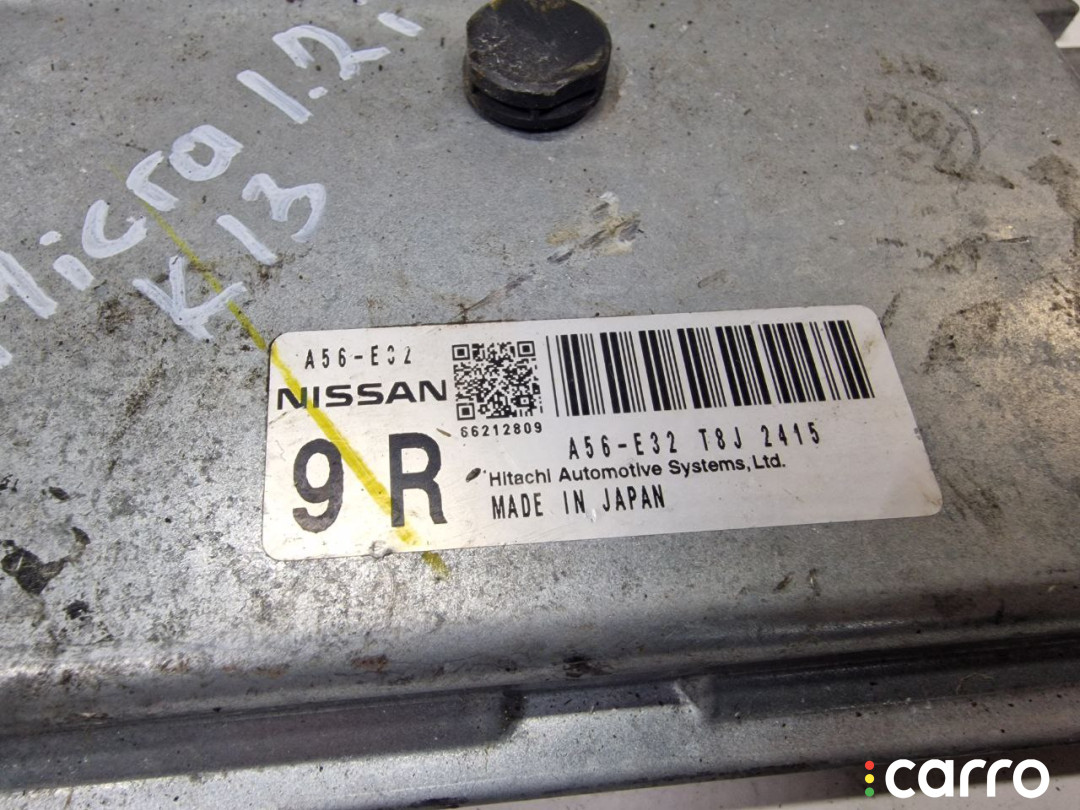 Micra 1.2i
K13
A56-E32
NISSAN
66212809
9 R
A56-E32 T8J 2415
Hitachi Automotive Systems, Ltd.
MADE IN JAPAN
carro